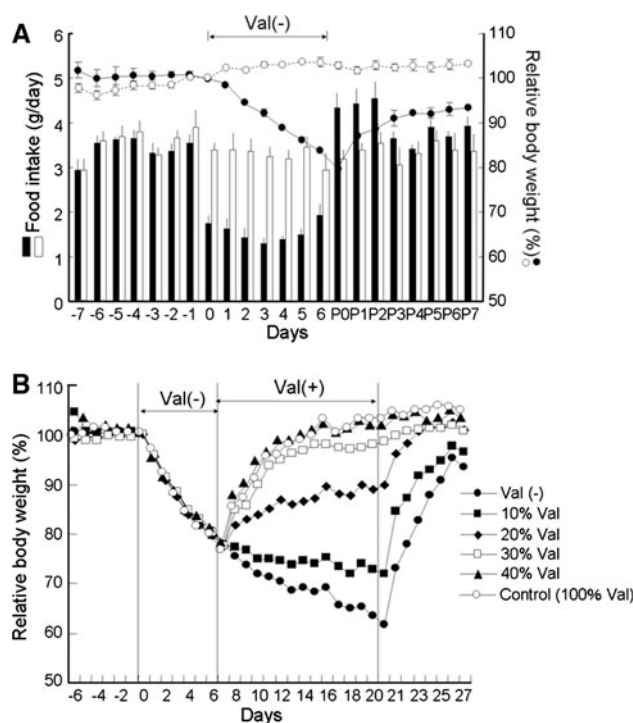 A
Val(-)
Food intake (g/day)
6
5
4
3
2
1
0
Relative body weight (%)
110
100
90
80
70
60
50
-7 -6 -5 -4 -3 -2 -1 0 1 2 3 4 5 6 P0 P1 P2 P3 P4 P5 P6 P7
Days
B
Val(-) Val(+)
Relative body weight (%)
110
100
90
80
70
60
50
-6 -4 -2 0 2 4 6 8 10 12 14 16 18 20 21 23 25 27
Days
Val (-)
10% Val
20% Val
30% Val
40% Val
Control (100% Val)